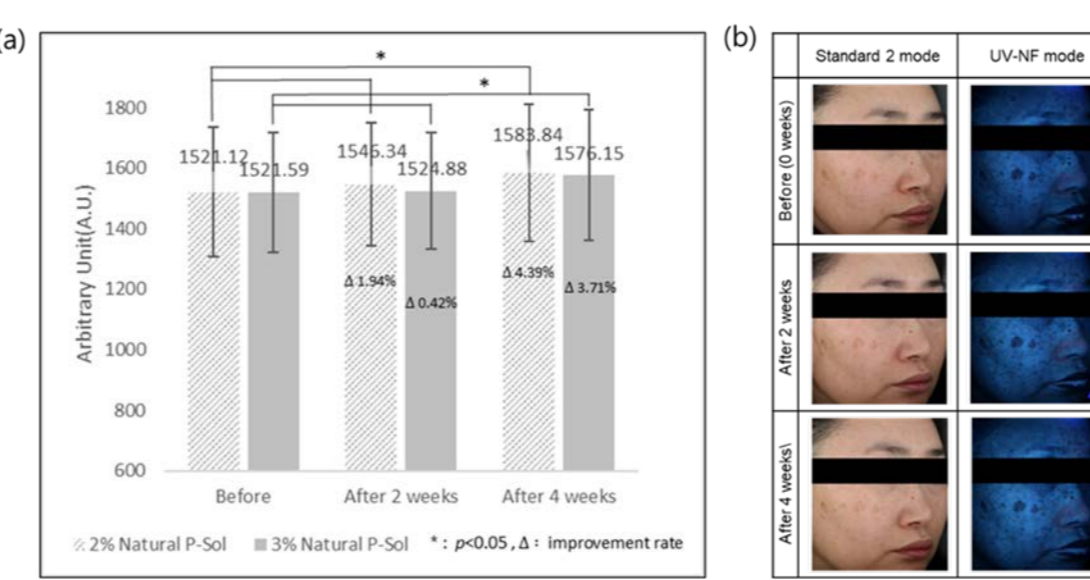 (a)
*
*
1800
1600
1400
1200
1000
800
600
Arbitrary Unit(A.U.)
1521.12
1521.59
1545.34
1524.88
1583.84
1576.15
Δ 1.94%
Δ 0.42%
Δ 4.39%
Δ 3.71%
Before
After 2 weeks
After 4 weeks
2% Natural P-Sol
3% Natural P-Sol
* : p<0.05 , Δ : improvement rate
(b)
Standard 2 mode
UV-NF mode
Before (0 weeks)
After 2 weeks
After 4 weeks\